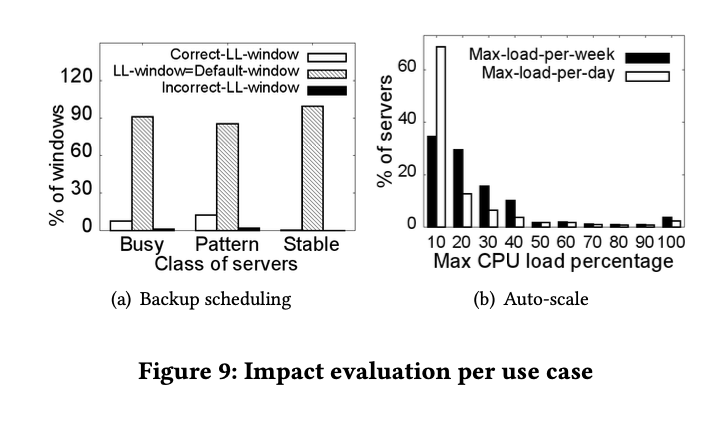 Correct-LL-window
LL-window=Default-window
Incorrect-LL-window
120
90
60
30
0
% of windows
Busy Pattern Stable
Class of servers
(a) Backup scheduling
Max-load-per-week
Max-load-per-day
60
40
20
0
% of servers
10 20 30 40 50 60 70 80 90 100
Max CPU load percentage
(b) Auto-scale
Figure 9: Impact evaluation per use case